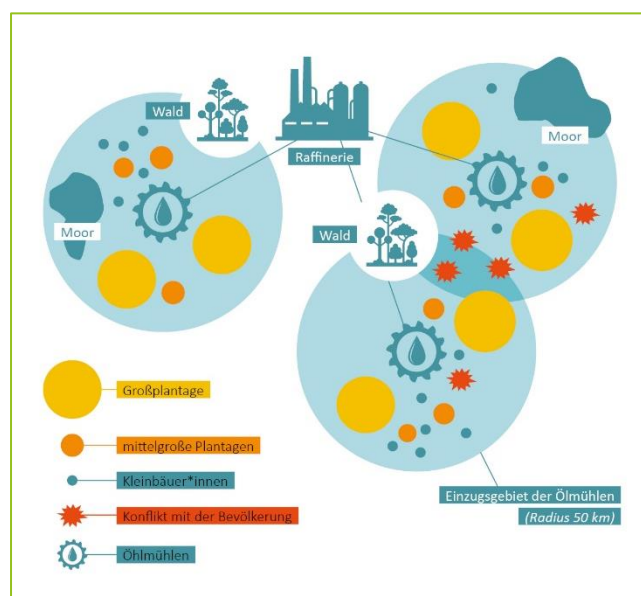 Wald
Raffinerie
Moor
Moor
Wald
Großplantage
mittelgroße Plantagen
Kleinbäuer*innen
Konflikt mit der Bevölkerung
Öhlmühlen
Einzugsgebiet der Ölmühlen
(Radius 50 km)